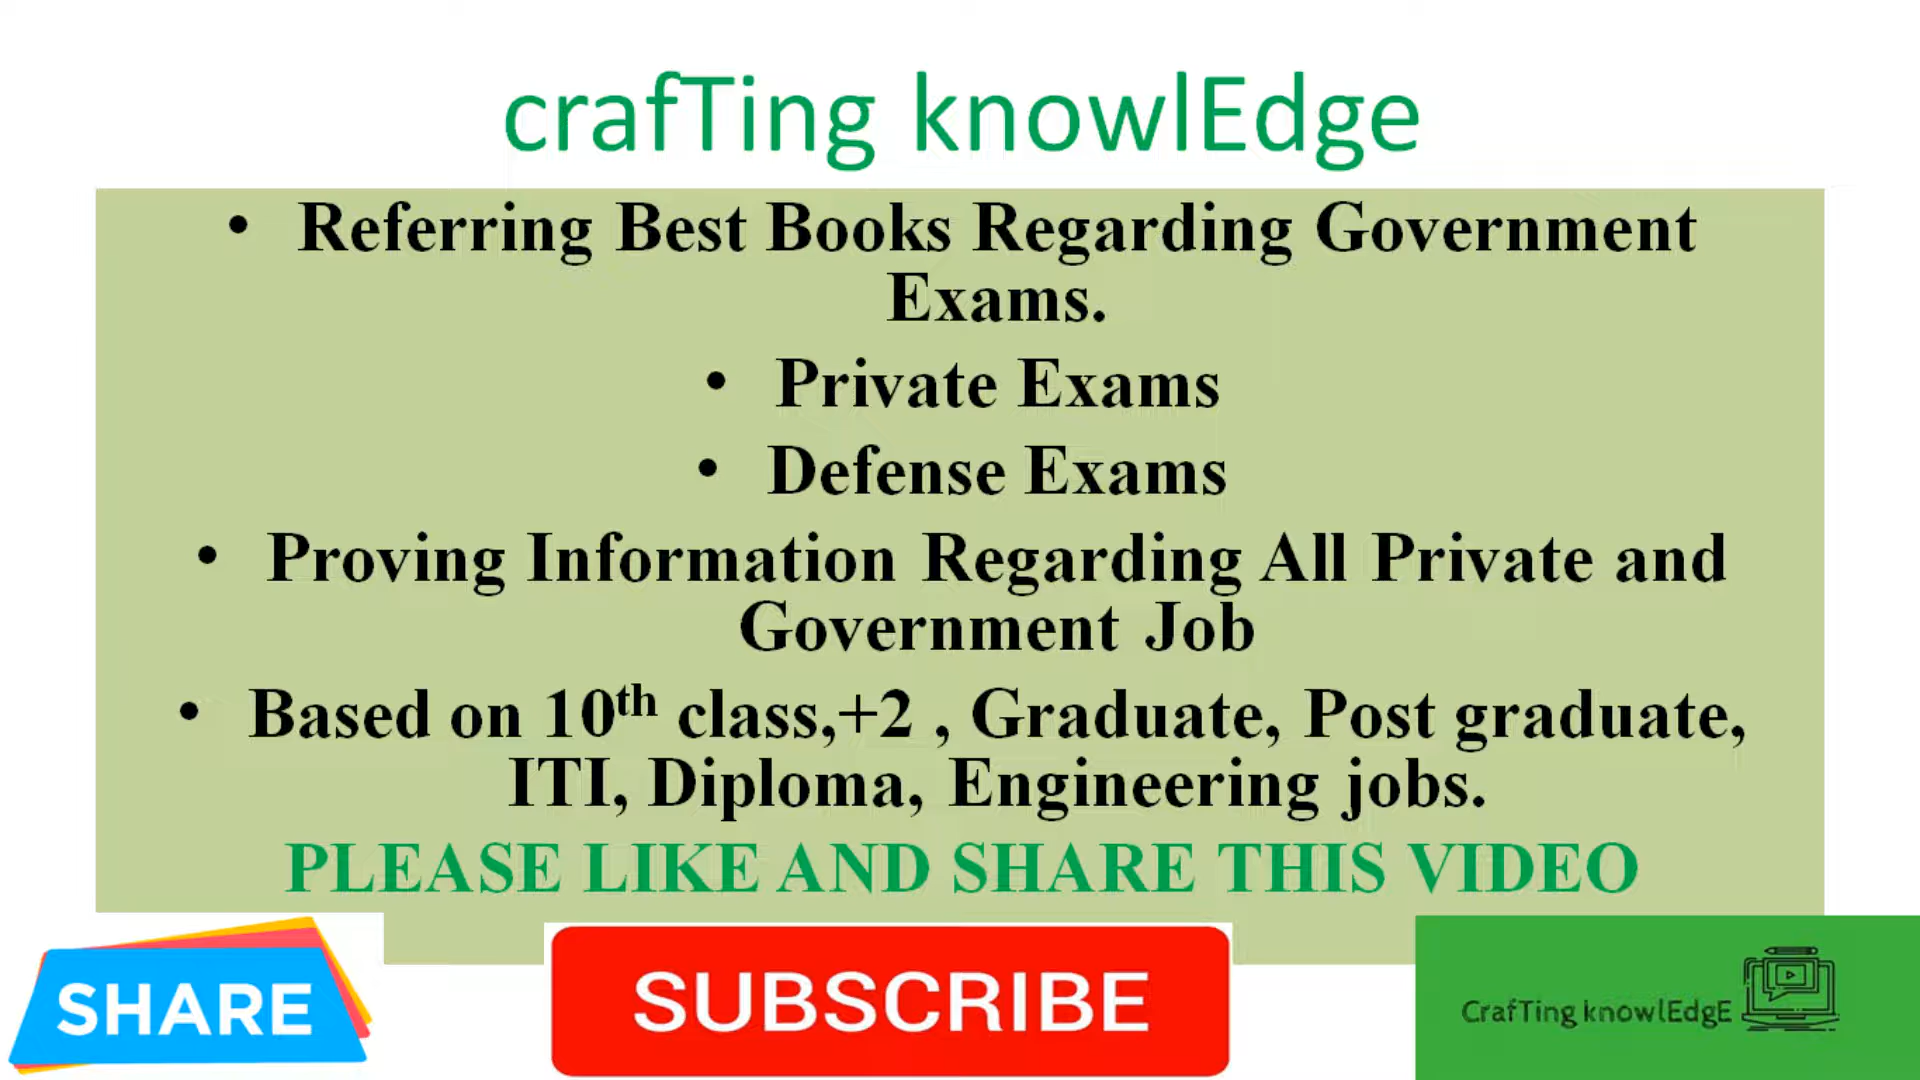 crafTing knowlEdge
• Referring Best Books Regarding Government
Exams.
• Private Exams
• Defense Exams
• Proving Information Regarding All Private and
Government Job
• Based on 10th class,+2 , Graduate, Post graduate,
ITI, Diploma, Engineering jobs.
PLEASE LIKE AND SHARE THIS VIDEO
SHARE
SUBSCRIBE
CrafTing knowlEdgE